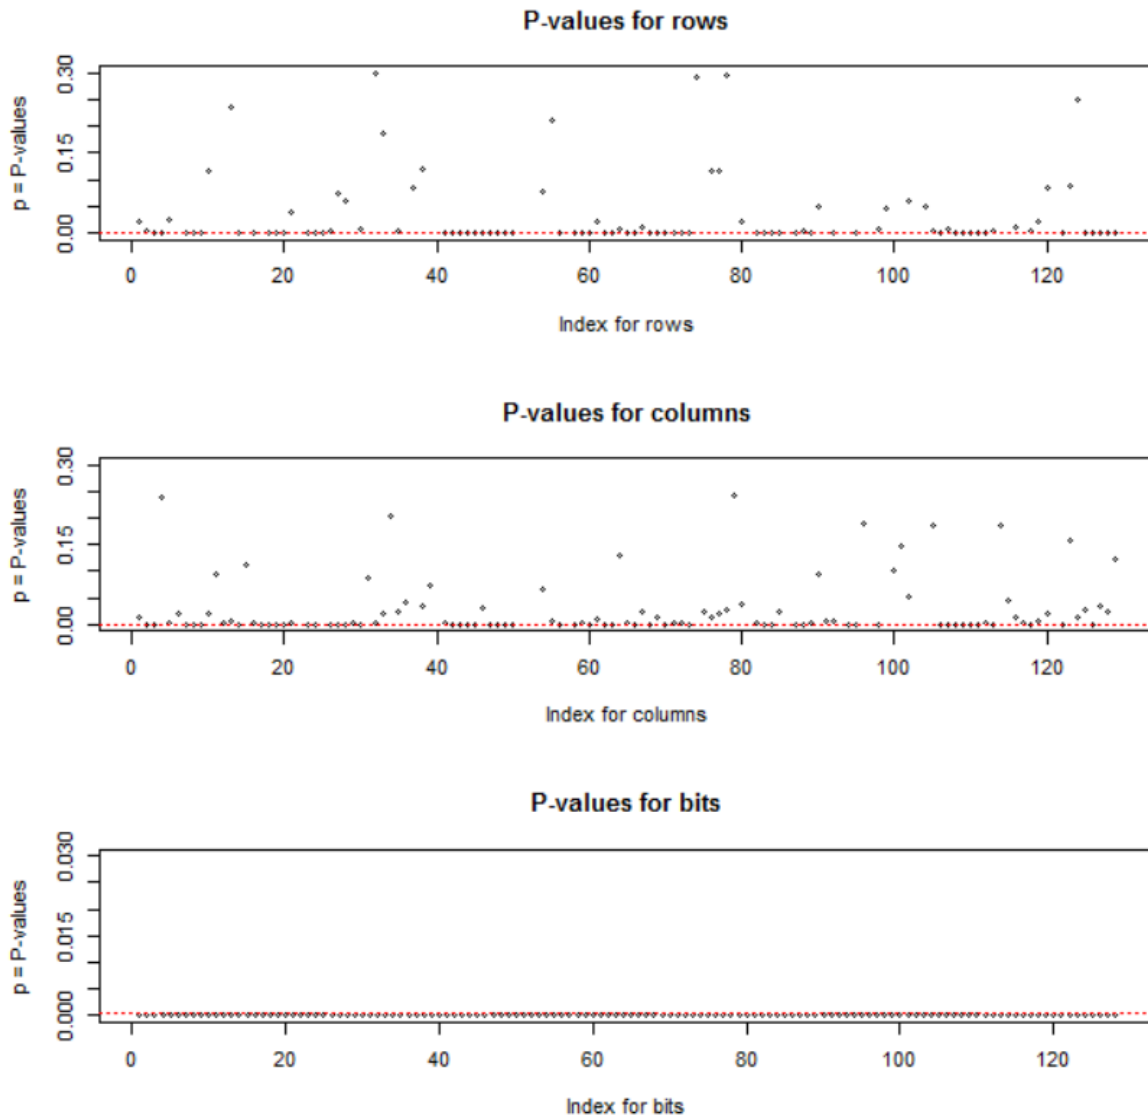 P-values for rows
p = P-values
0.30
0.15
0.00
0 20 40 60 80 100 120
Index for rows
P-values for columns
p = P-values
0.30
0.15
0.00
0 20 40 60 80 100 120
Index for columns
P-values for bits
p = P-values
0.030
0.015
0.000
0 20 40 60 80 100 120
Index for bits